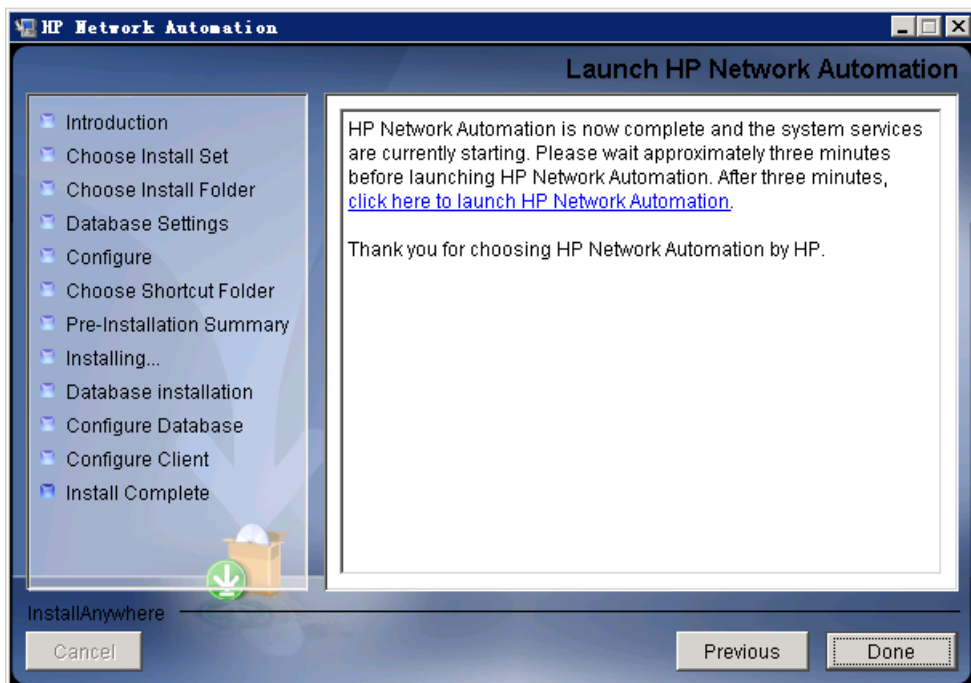 HP Network Automation
Launch HP Network Automation
Introduction
Choose Install Set
Choose Install Folder
Database Settings
Configure
Choose Shortcut Folder
Pre-Installation Summary
Installing...
Database installation
Configure Database
Configure Client
Install Complete
HP Network Automation is now complete and the system services
are currently starting. Please wait approximately three minutes
before launching HP Network Automation. After three minutes,
click here to launch HP Network Automation.
Thank you for choosing HP Network Automation by HP.
InstallAnywhere
Cancel
Previous
Done